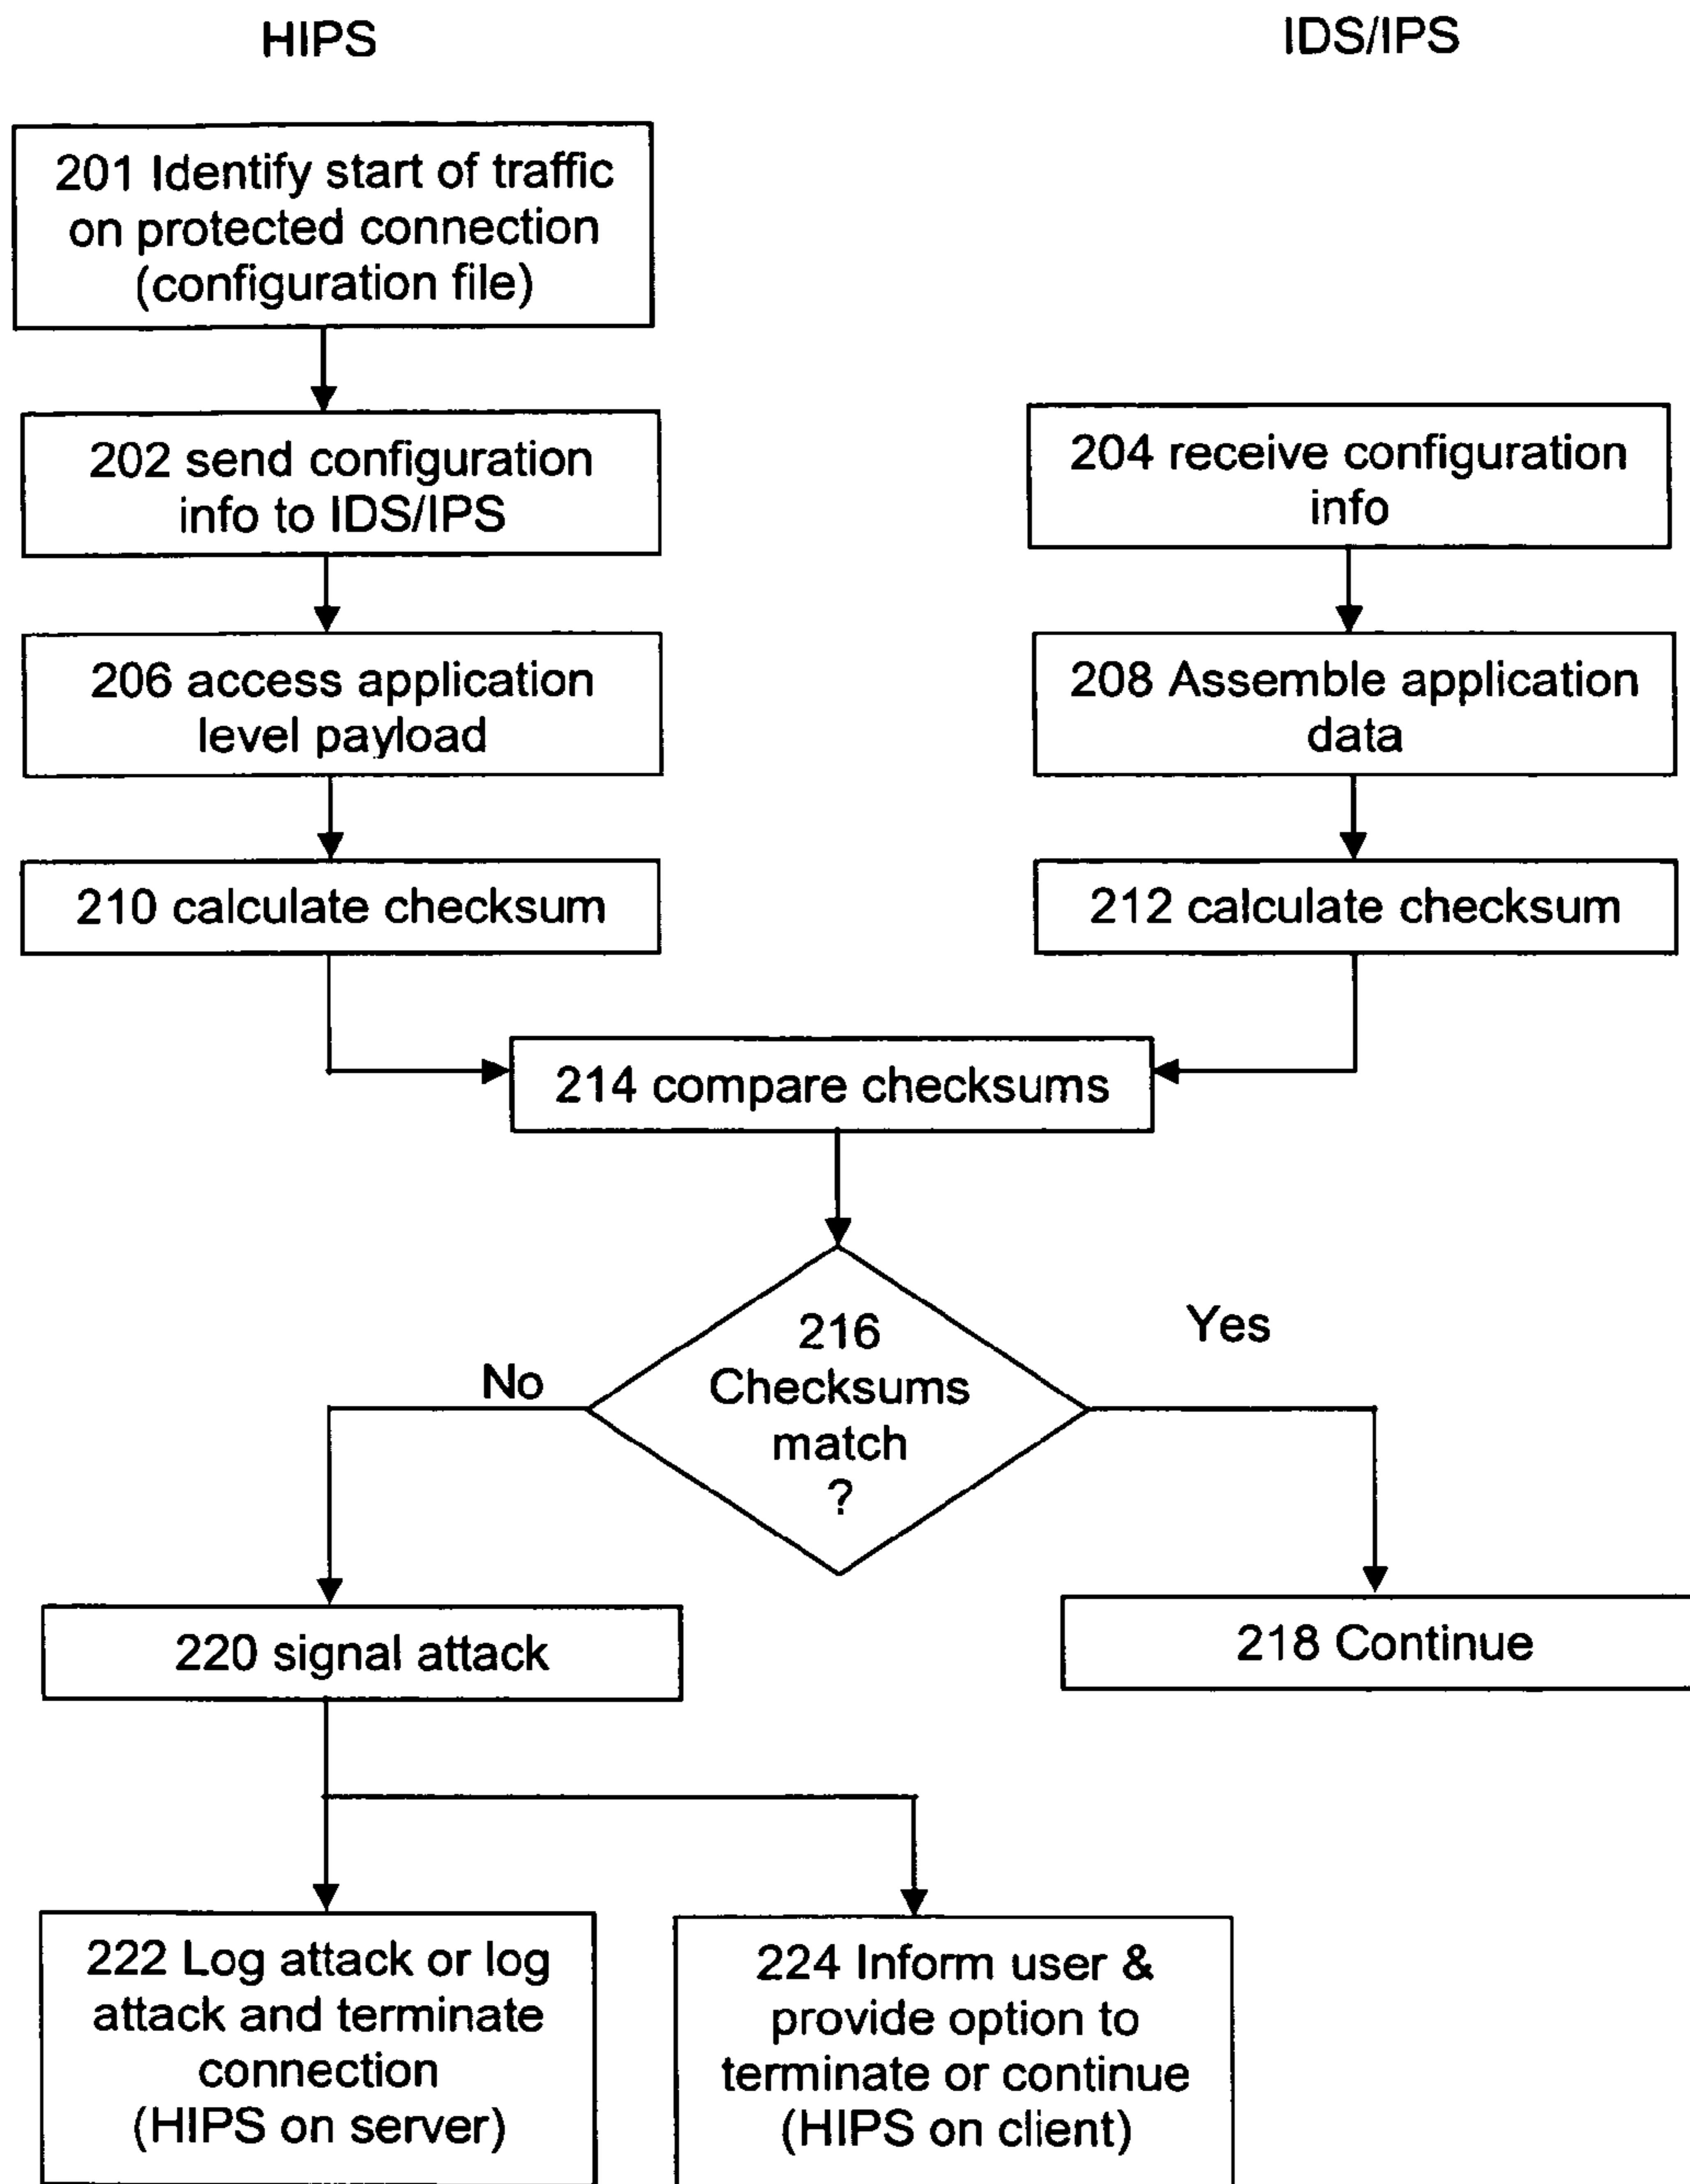 HIPS
IDS/IPS
201 Identify start of traffic
on protected connection
(configuration file)
202 send configuration
info to IDS/IPS
204 receive configuration
info
206 access application
level payload
208 Assemble application
data
210 calculate checksum
212 calculate checksum
214 compare checksums
216
Checksums
match
?
No
Yes
220 signal attack
218 Continue
222 Log attack or log
attack and terminate
connection
(HIPS on server)
224 Inform user &
provide option to
terminate or continue
(HIPS on client)